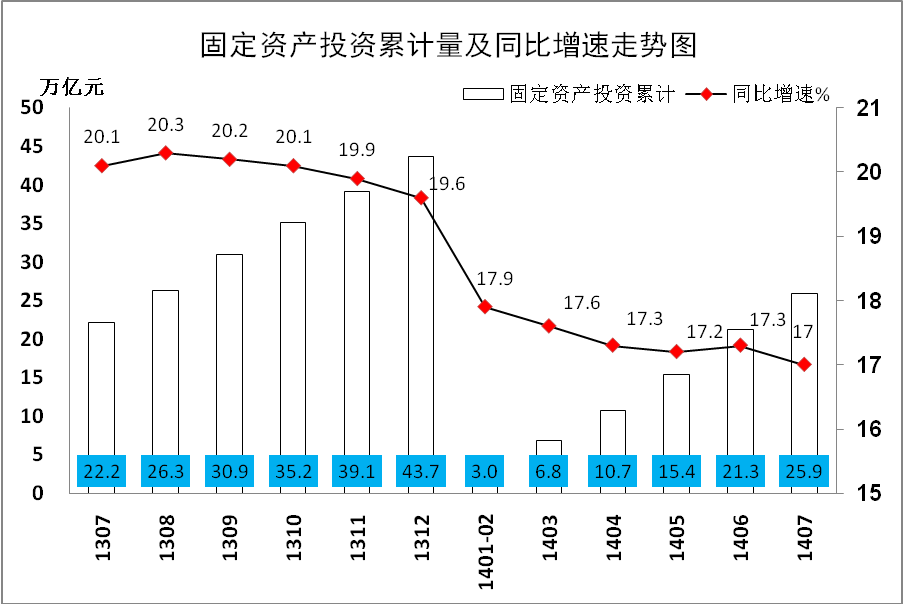 固定资产投资累计量及同比增速走势图
万亿元
固定资产投资累计 同比增速%
50 45 40 35 30 25 20 15 10 5 0
20.1 20.3 20.2 20.1 19.9 19.6 17.9 17.6 17.3 17.2 17.3 17
21 20 19 18 17 16 15
22.2 26.3 30.9 35.2 39.1 43.7 3.0 6.8 10.7 15.4 21.3 25.9
1307 1308 1309 1310 1311 1312 1401-02 1403 1404 1405 1406 1407